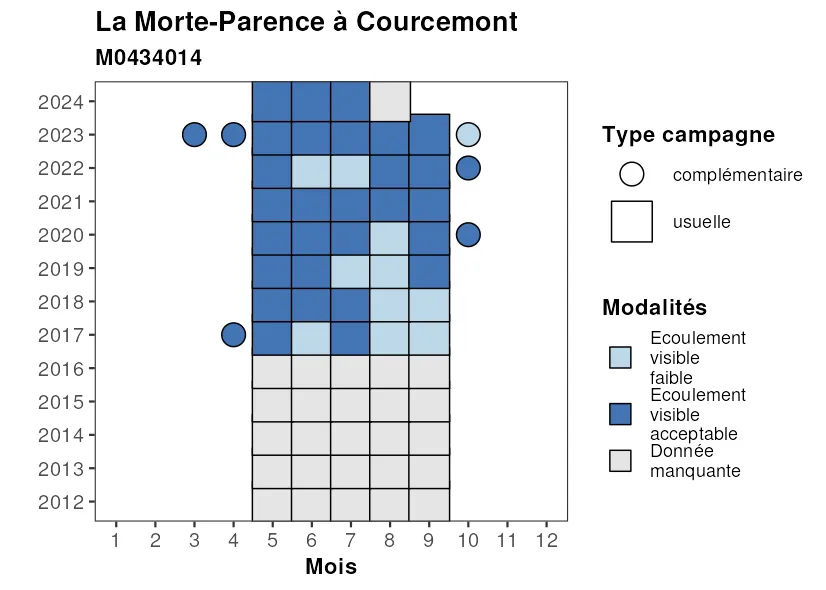 La Morte-Parence à Courcemont
M0434014
2024
2023
2022
2021
2020
2019
2018
2017
2016
2015
2014
2013
2012
1 2 3 4 5 6 7 8 9 10 11 12
Mois
Type campagne
complémentaire
usuelle
Modalités
Ecoulement
visible
faible
Ecoulement
visible
acceptable
Donnée
manquante